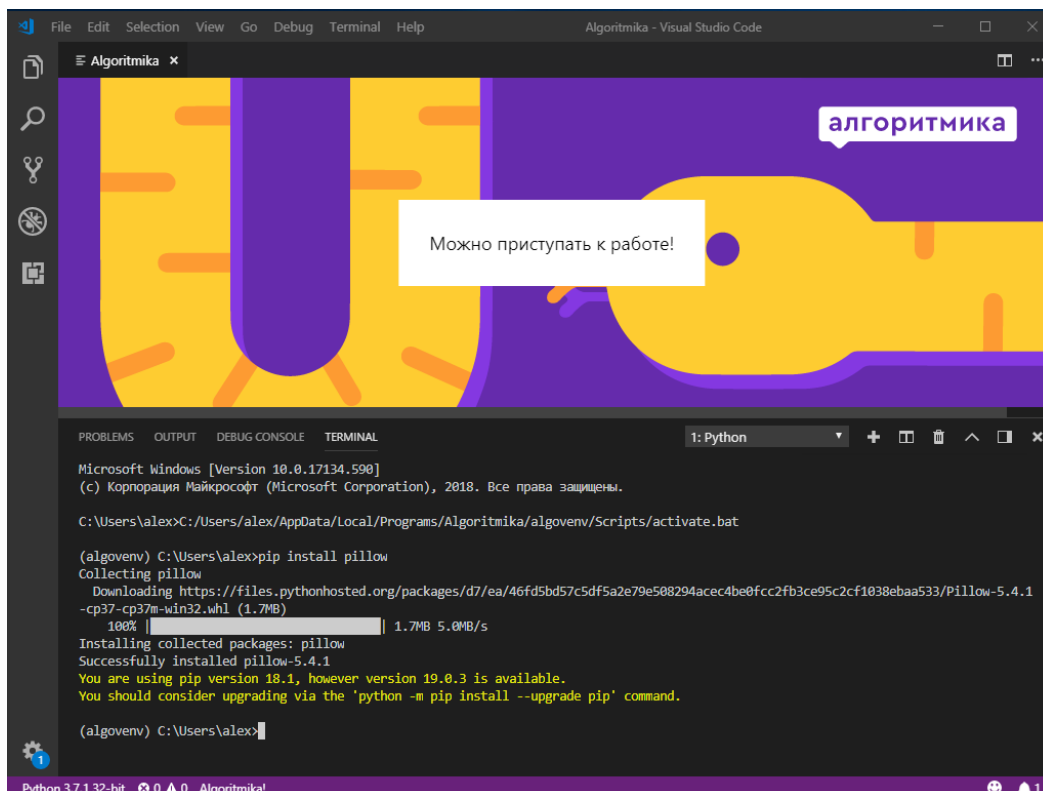 File Edit Selection View Go Debug Terminal Help Algoritmika - Visual Studio Code
Algoritmika
алгоритмика
Можно приступать к работе!
PROBLEMS OUTPUT DEBUG CONSOLE TERMINAL 1: Python
Microsoft Windows [Version 10.0.17134.590]
(c) Корпорация Майкрософт (Microsoft Corporation), 2018. Все права защищены.
C:\Users\alex>C:/Users/alex/AppData/Local/Programs/Algoritmika/algovenv/Scripts/activate.bat
(algovenv) C:\Users\alex>pip install pillow
Collecting pillow
Downloading https://files.pythonhosted.org/packages/d7/ea/46fd5bd57c5df5a2e79e508294acec4be0fcc2fb3ce95c2cf1038ebaa533/Pillow-5.4.1
-cp37-cp37m-win32.whl (1.7MB)
100% | | 1.7MB 5.0MB/s
Installing collected packages: pillow
Successfully installed pillow-5.4.1
You are using pip version 18.1, however version 19.0.3 is available.
You should consider upgrading via the 'python -m pip install --upgrade pip' command.
(algovenv) C:\Users\alex>
1
Python 3.7.1 32-bit 0 0 Algoritmika! 1